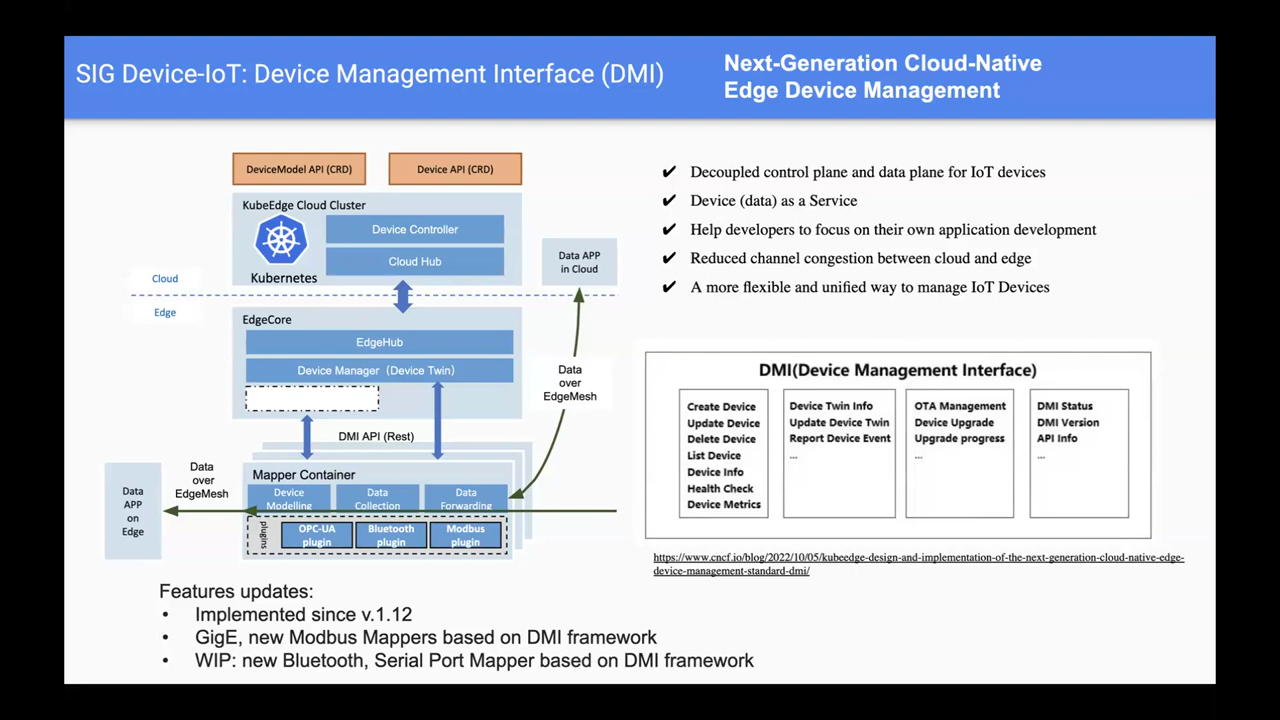 SIG Device-IoT: Device Management Interface (DMI)
Next-Generation Cloud-Native
Edge Device Management
DeviceModel API (CRD)
Device API (CRD)
KubeEdge Cloud Cluster
Device Controller
Cloud Hub
Kubernetes
Data APP
in Cloud
Cloud
Edge
EdgeCore
EdgeHub
Device Manager（Device Twin）
Data
over
EdgeMesh
DMI API (Rest)
Mapper Container
Device
Modelling
Data
Collection
Data
Forwarding
plugins
OPC-UA
plugin
Bluetooth
plugin
Modbus
plugin
Data
over
EdgeMesh
Data
APP
on
Edge
✔ Decoupled control plane and data plane for IoT devices
✔ Device (data) as a Service
✔ Help developers to focus on their own application development
✔ Reduced channel congestion between cloud and edge
✔ A more flexible and unified way to manage IoT Devices
DMI(Device Management Interface)
Create Device
Update Device
Delete Device
List Device
Device Info
Health Check
Device Metrics
Device Twin Info
Update Device Twin
Report Device Event
...
OTA Management
Device Upgrade
Upgrade progress
...
DMI Status
DMI Version
API Info
...
https://www.cncf.io/blog/2022/10/05/kubeedge-design-and-implementation-of-the-next-generation-cloud-native-edge-
device-management-standard-dmi/
Features updates:
• Implemented since v.1.12
• GigE, new Modbus Mappers based on DMI framework
• WIP: new Bluetooth, Serial Port Mapper based on DMI framework